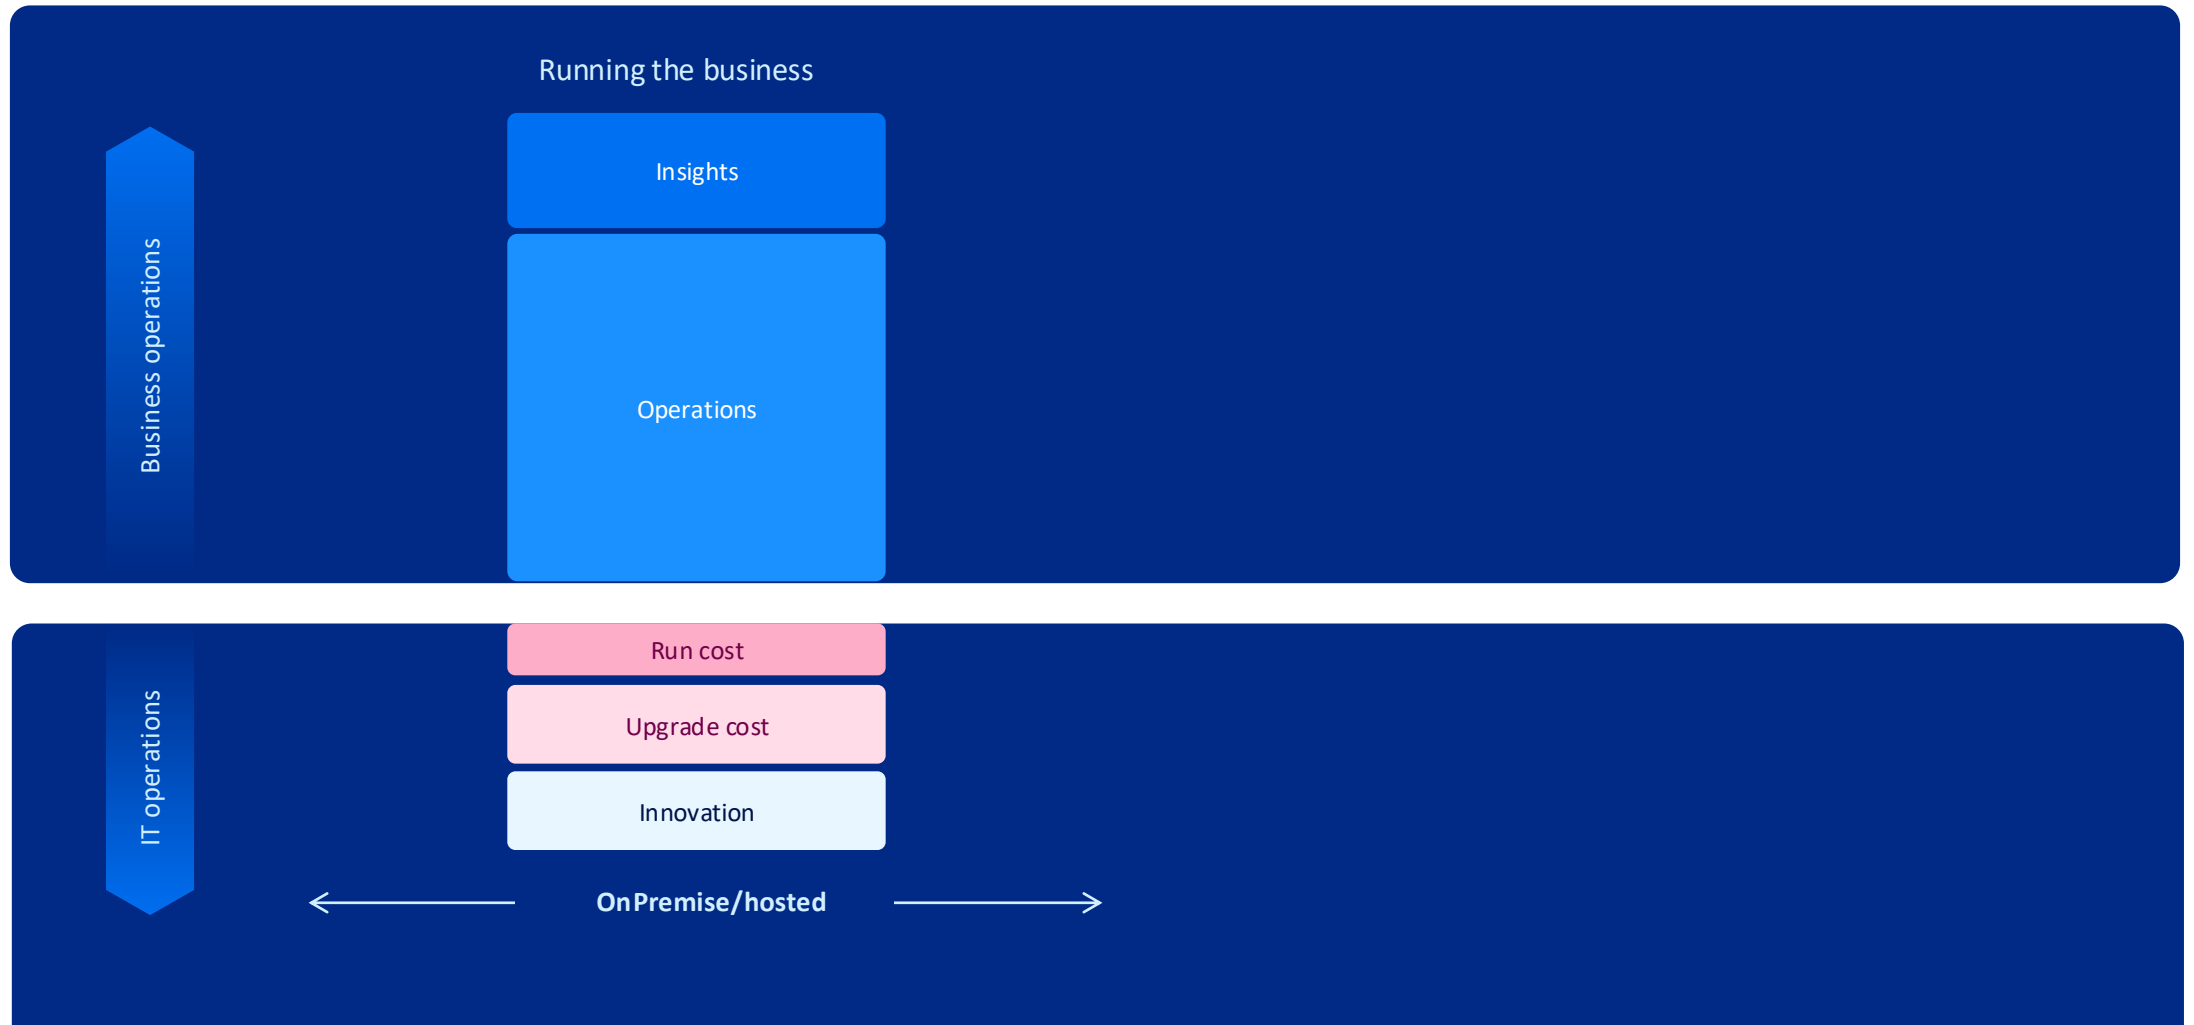 Running the business
Insights
Operations
Business operations
Run cost
Upgrade cost
Innovation
IT operations
OnPremise/hosted